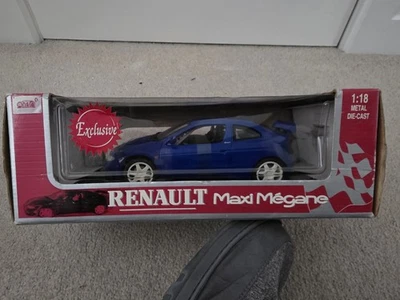 Exclusive
1:18
METAL
DIE-CAST
RENAULT Maxi Mégane